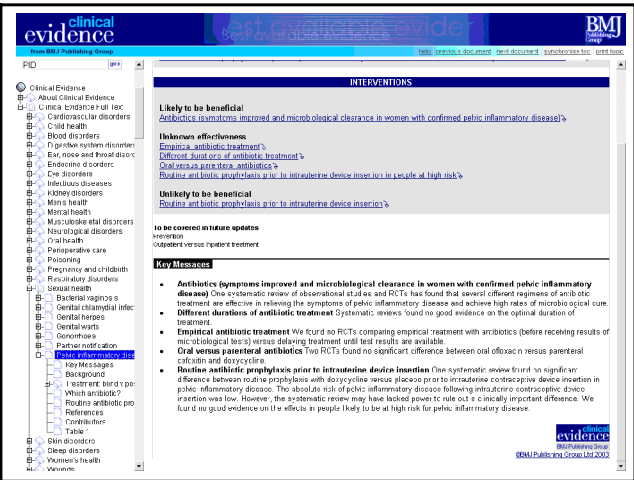 clinical
evidence
Best available evidence
BMJ
Publishing
Group
from BMJ Publishing Group
help previous document next document synchronise toc print topic
PID
go»
INTERVENTIONS
Clinical Evidence
About Clinical Evidence
Clinical Evidence Full Text
Cardiovascular disorders
Child health
Blood disorders
Digestive system disorders
Ear, nose and throat disorc
Endocrine disorders
Eye disorders
Infectious diseases
Kidney disorders
Men's health
Mental health
Musculoskeletal disorders
Neurological disorders
Oral health
Perioperative care
Poisoning
Pregnancy and childbirth
Respiratory disorders
Sexual health
Bacterial vaginosis
Genital chlamydial infec
Genital herpes
Genital warts
Gonorrhoea
Partner notification
Pelvic inflammatory dise
Key Messages
Background
Treatment: blind v pos
Which antibiotic?
Routine antibiotic pro
References
Contributors
Table 1
Skin disorders
Sleep disorders
Women's health
Wounds
Likely to be beneficial
Antibiotics (symptoms improved and microbiological clearance in women with confirmed pelvic inflammatory disease)
Unknown effectiveness
Empirical antibiotic treatment
Different durations of antibiotic treatment
Oral versus parenteral antibiotics
Routine antibiotic prophylaxis prior to intrauterine device insertion in people at high risk
Unlikely to be beneficial
Routine antibiotic prophylaxis prior to intrauterine device insertion
To be covered in future updates
Prevention
Outpatient versus inpatient treatment
Key Messages
• Antibiotics (symptoms improved and microbiological clearance in women with confirmed pelvic inflammatory
disease) One systematic review of observational studies and RCTs has found that several different regimens of antibiotic
treatment are effective in relieving the symptoms of pelvic inflammatory disease and achieve high rates of microbiological cure.
• Different durations of antibiotic treatment Systematic reviews found no good evidence on the optimal duration of
treatment.
• Empirical antibiotic treatment We found no RCTs comparing empirical treatment with antibiotics (before receiving results of
microbiological tests) versus delaying treatment until test results are available.
• Oral versus parenteral antibiotics Two RCTs found no significant difference between oral ofloxacin versus parenteral
cefoxitin and doxycycline.
• Routine antibiotic prophylaxis prior to intrauterine device insertion One systematic review found no significant
difference between routine prophylaxis with doxycycline versus placebo prior to intrauterine contraceptive device insertion in
pelvic inflammatory disease. The absolute risk of pelvic inflammatory disease following intrauterine contraceptive device
insertion was low. However, the systematic review may have lacked power to rule out a clinically important difference. We
found no good evidence on the effects in people likely to be at high risk for pelvic inflammatory disease.
clinical
evidence
BMJ Publishing Group
©BMJ Publishing Group Ltd 2003